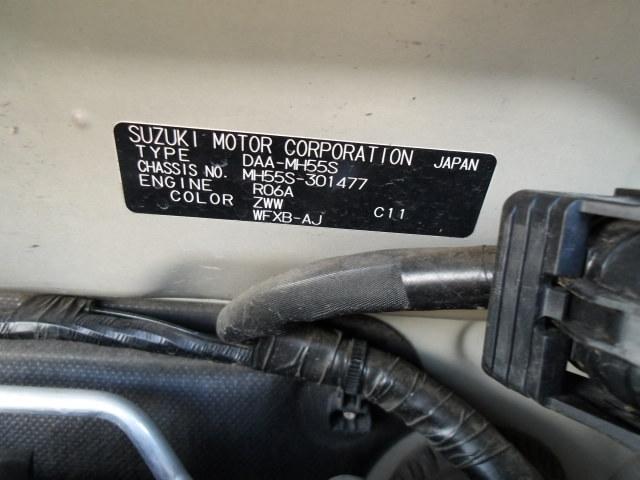 SUZUKI MOTOR CORPORATION JAPAN
TYPE DAA-MH55S
CHASSIS NO. MH55S-301477
ENGINE R06A
COLOR ZWW
WFXB-AJ C11